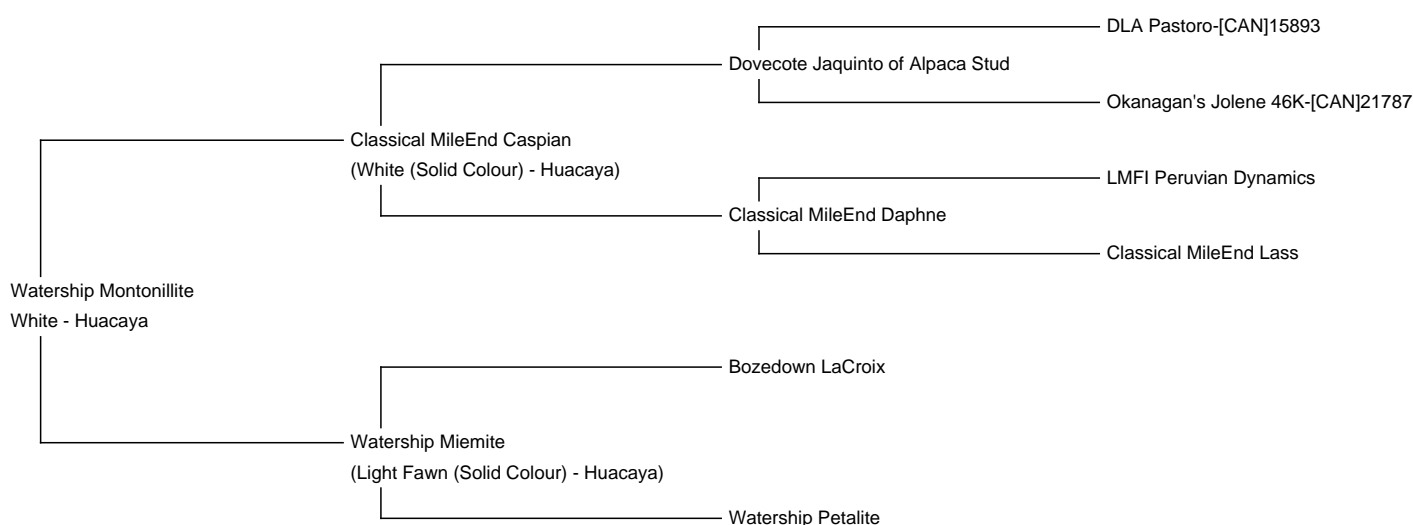 DLA Pastoro-[CAN]15893
Dovecote Jaquinto of Alpaca Stud
Okanagan's Jolene 46K-[CAN]21787
Classical MileEnd Caspian
(White (Solid Colour) - Huacaya)
LMFI Peruvian Dynamics
Classical MileEnd Daphne
Classical MileEnd Lass
Watership Montonillite
White - Huacaya
Bozedown LaCroix
Watership Miemite
(Light Fawn (Solid Colour) - Huacaya)
Watership Petalite